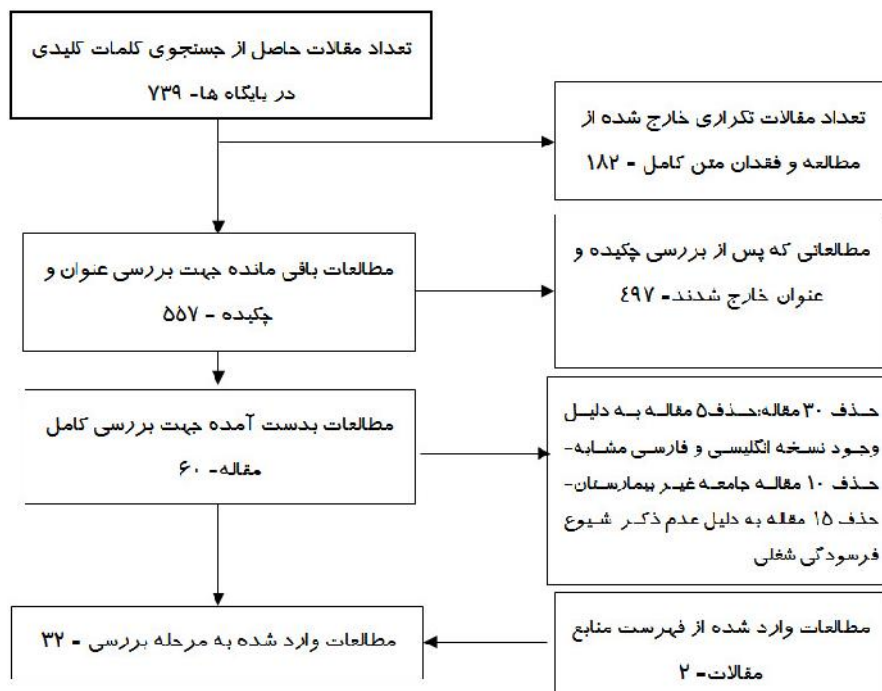 تعداد مقالات حاصل از جستجوی کلمات کلیدی
در بایگاه ها- ۷۳۹
تعداد مقالات تکراری خارج شده از
مطالعه و فقدان متن کامل - ۱۸۲
مطالعات باقی مانده جهت بررسی عنوان و
چکیده - ۵۵۷
مطالعاتی که پس از بررسی چکیده و
عنوان خارج شدند- ٤٩٧
مطالعات بدست آمده جهت بررسی کامل
مقاله- ۶۰
حذف ۳۰ مقاله:حذف۵ مقاله به دلیل
وجود نسخه انگلیسی و فارسی مشابه-
حذف ۱۰ مقاله جامعه غیر بیمارستان-
حذف ۱۵ مقاله به دلیل عدم ذکر شیوع
فرسودگی شغلی
مطالعات وارد شده به مرحله بررسی - ۳۲
مطالعات وارد شده از فهرست منابع
مقالات- ۲